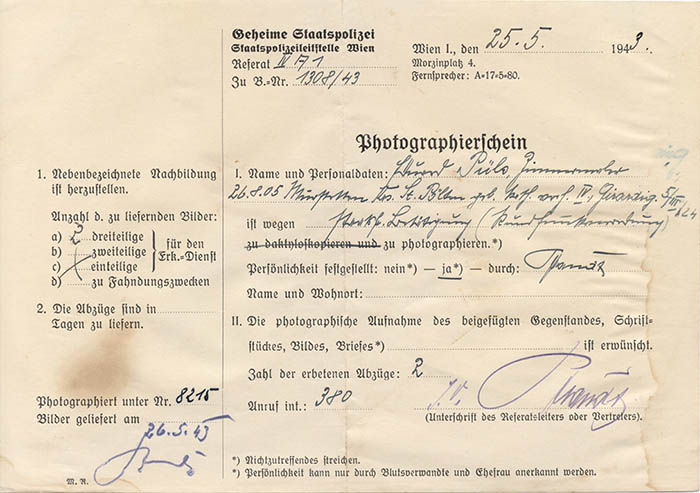 Geheime Staatspolizei
Staatspolizeileitstelle Wien
Referat IV A 1
Zu B.=Nr. 1308/43
Wien I., den 25. 5. 1943.
Morzinplatz 4.
Fernsprecher: A=17=5=80.
Photographierschein
1. Nebenbezeichnete Nachbildung
ist herzustellen.
Anzahl d. zu liefernden Bilder:
a) 2 dreiteilige
b) zweiteilige
c) einteilige
für den
Erk.=Dienst
d) zu Fahndungszwecken
2. Die Abzüge sind in
Tagen zu liefern.
Photographiert unter Nr. 8215
Bilder geliefert am
26. 5. 43
M. R.
I. Name und Personaldaten:
26.8.05
ist wegen
zu daktyloskopieren und zu photographieren.*)
Persönlichkeit festgestellt: nein*) — ja*) — durch:
Name und Wohnort:
II. Die photographische Aufnahme des beigefügten Gegenstandes, Schrift=
stückes, Bildes, Briefes*) ist erwünscht.
Zahl der erbetenen Abzüge: 2
Anruf int.: 380
(Unterschrift des Referatsleiters oder Vertreters).
*) Nichtzutreffendes streichen.
*) Persönlichkeit kann nur durch Blutsverwandte und Ehefrau anerkannt werden.